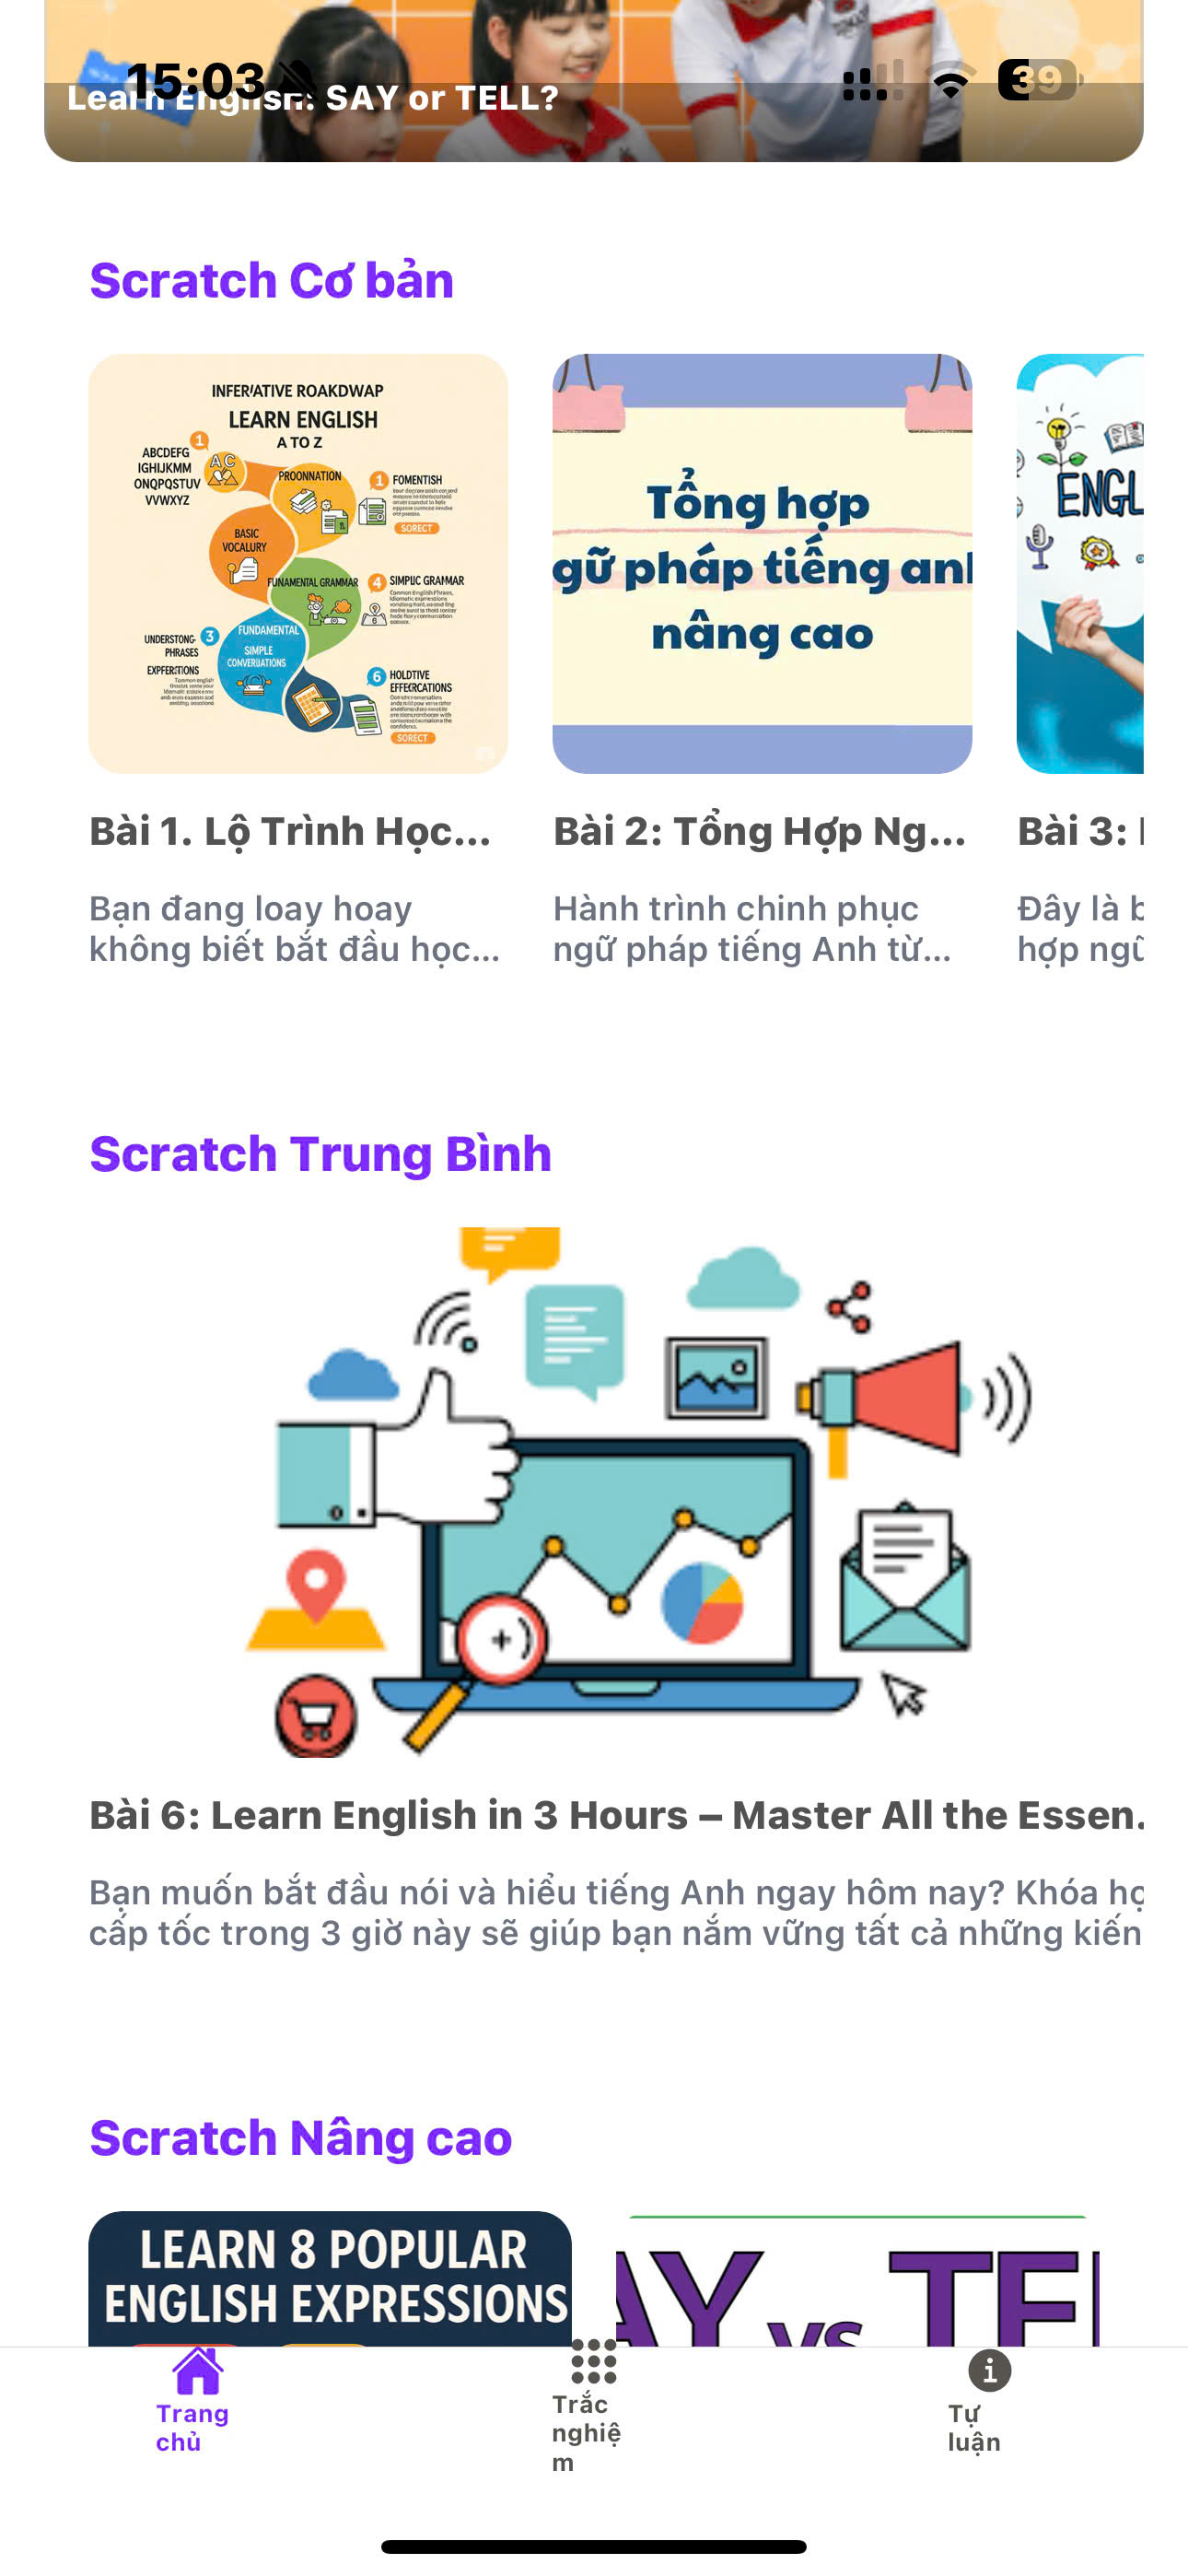 15:03
39
Learn English: SAY or TELL?
Scratch Cơ bản
INFER/ATIVE ROAKDWAP
LEARN ENGLISH
A TO Z
1
ABCDEFG
IGHIJKMM
ONQPQSTUV
VVWXYZ
A C
PROONNATION
1 FOMENTISH
SORECT
BASIC
VOCALURY
FUNAMENTAL GRAMMAR
4 SIMPLIC GRAMMAR
UNDERSTONG
PHRASES
3
EXPFERTIONS
FUNDAMENTAL
SIMPLE
COMVERUATIONS
6 HOLDTIVE
EFFERCATIONS
SORECT
Tổng hợp
gữ pháp tiếng anh
nâng cao
ENGL
Bài 1. Lộ Trình Học...
Bạn đang loay hoay
không biết bắt đầu học...
Bài 2: Tổng Hợp Ng...
Hành trình chinh phục
ngữ pháp tiếng Anh từ...
Bài 3:
Đây là b
hợp ngữ
Scratch Trung Bình
Bài 6: Learn English in 3 Hours – Master All the Essen.
Bạn muốn bắt đầu nói và hiểu tiếng Anh ngay hôm nay? Khóa họ
cấp tốc trong 3 giờ này sẽ giúp bạn nắm vững tất cả những kiến
Scratch Nâng cao
LEARN 8 POPULAR
ENGLISH EXPRESSIONS
AY vs TEL
Trang
chủ
Trắc
nghiệ
m
Tự
luận